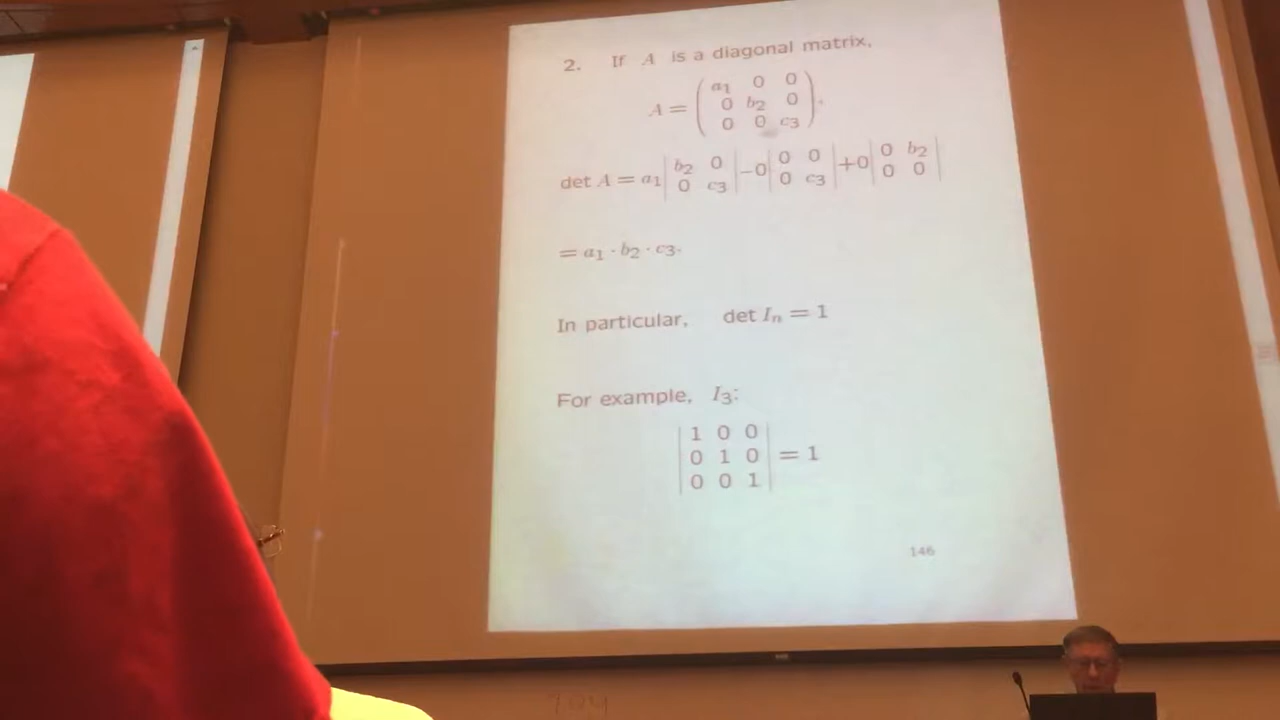 2. If A is a diagonal matrix,
A = ( a₁ 0 0
0 b₂ 0
0 0 c₃ ).
det A = a₁ | b₂ 0 | −0 | 0 0 | +0 | 0 b₂ |
| 0 c₃ | | 0 c₃ | | 0 0 |
= a₁ · b₂ · c₃.
In particular, det Iₙ = 1
For example, I₃:
| 1 0 0 |
| 0 1 0 | = 1
| 0 0 1 |
146